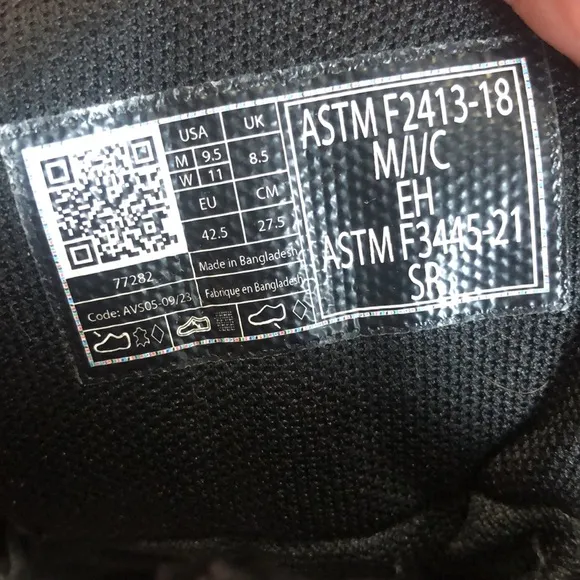 USA UK
M 9.5 8.5
W 11
EU CM
42.5 27.5
77282
Made in Bangladesh
Code: AVS05-09/23
Fabriqué en Bangladesh
ASTM F2413-18
M/I/C
EH
ASTM F3445-21
SR